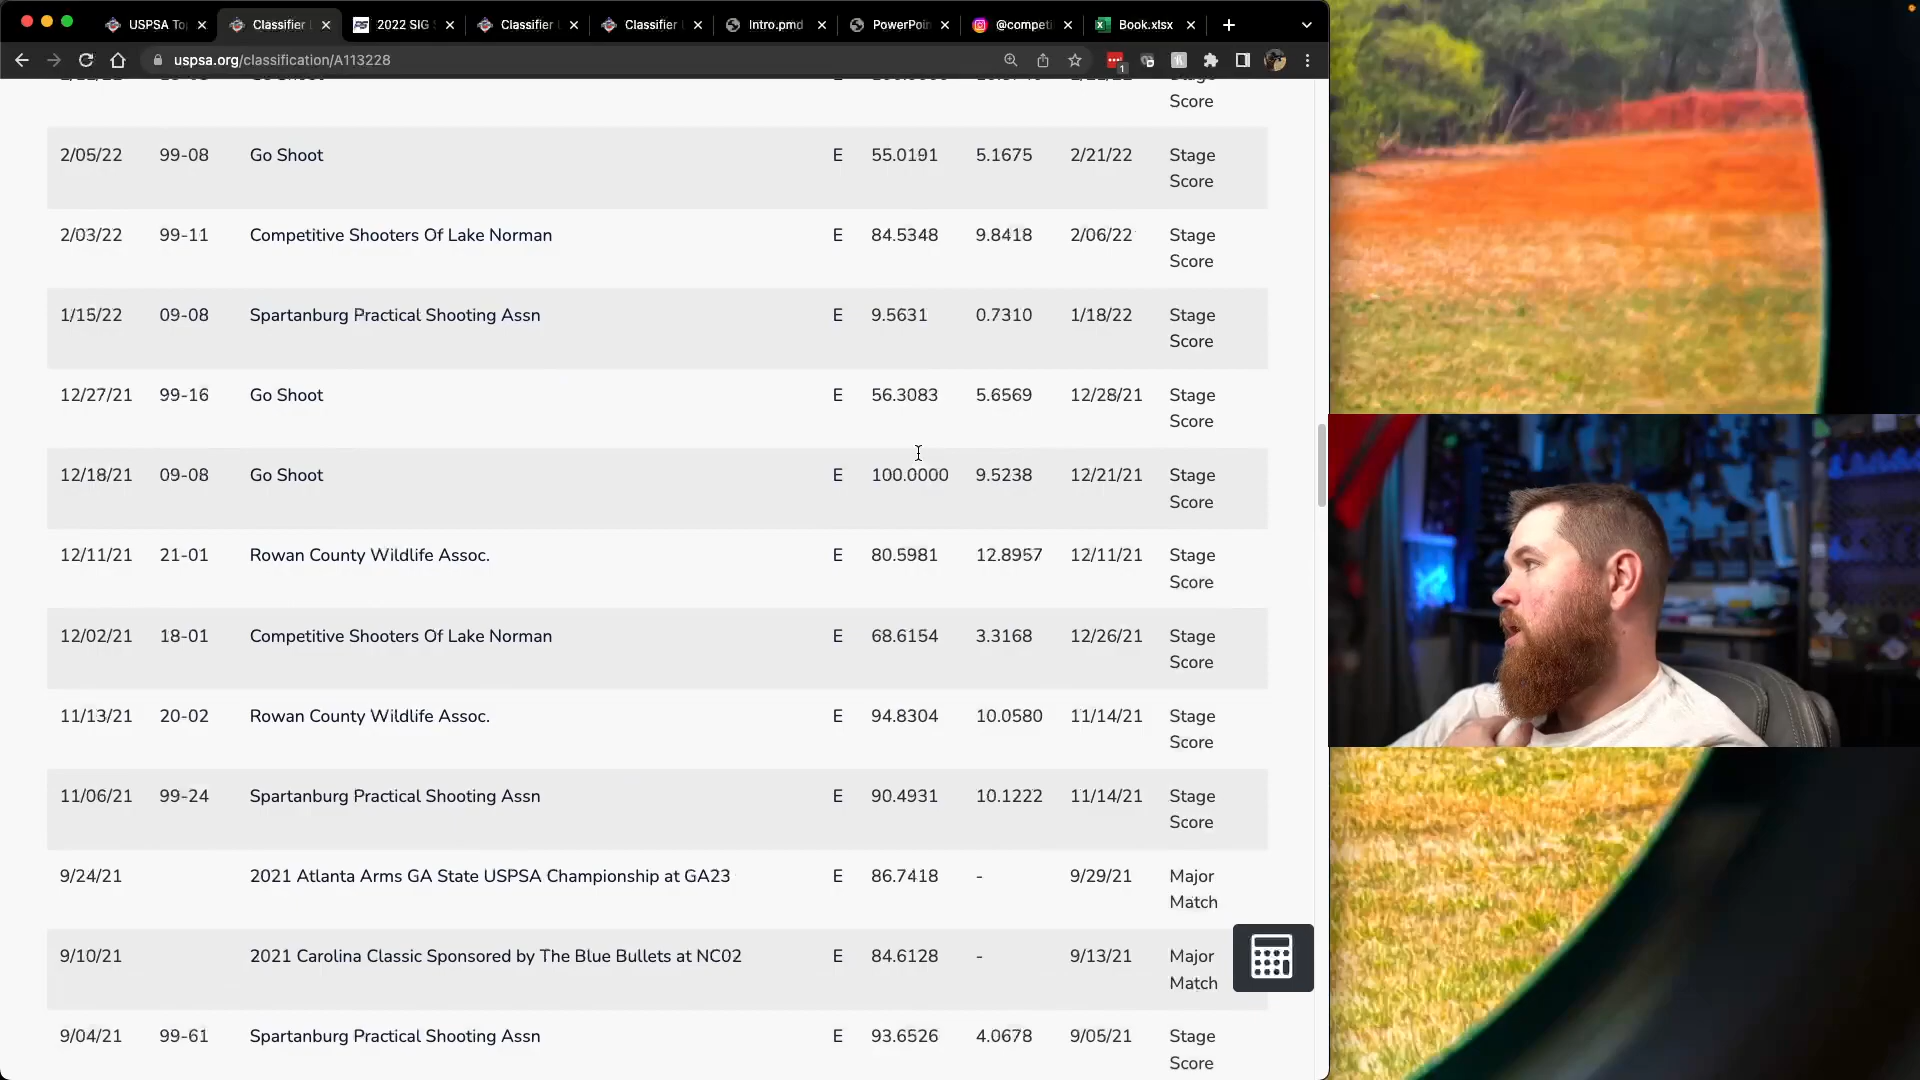 USPSA To
Classifier
2022 SIG
Classifier
Classifier
Intro.pmd
PowerPoin
@competi
Book.xlsx
uspsa.org/classification/A113228
1
Stage
Score
2/05/22 99-08 Go Shoot E 55.0191 5.1675 2/21/22 Stage
Score
2/03/22 99-11 Competitive Shooters Of Lake Norman E 84.5348 9.8418 2/06/22 Stage
Score
1/15/22 09-08 Spartanburg Practical Shooting Assn E 9.5631 0.7310 1/18/22 Stage
Score
12/27/21 99-16 Go Shoot E 56.3083 5.6569 12/28/21 Stage
Score
12/18/21 09-08 Go Shoot E 100.0000 9.5238 12/21/21 Stage
Score
12/11/21 21-01 Rowan County Wildlife Assoc. E 80.5981 12.8957 12/11/21 Stage
Score
12/02/21 18-01 Competitive Shooters Of Lake Norman E 68.6154 3.3168 12/26/21 Stage
Score
11/13/21 20-02 Rowan County Wildlife Assoc. E 94.8304 10.0580 11/14/21 Stage
Score
11/06/21 99-24 Spartanburg Practical Shooting Assn E 90.4931 10.1222 11/14/21 Stage
Score
9/24/21 2021 Atlanta Arms GA State USPSA Championship at GA23 E 86.7418 - 9/29/21 Major
Match
9/10/21 2021 Carolina Classic Sponsored by The Blue Bullets at NC02 E 84.6128 - 9/13/21 Major
Match
9/04/21 99-61 Spartanburg Practical Shooting Assn E 93.6526 4.0678 9/05/21 Stage
Score